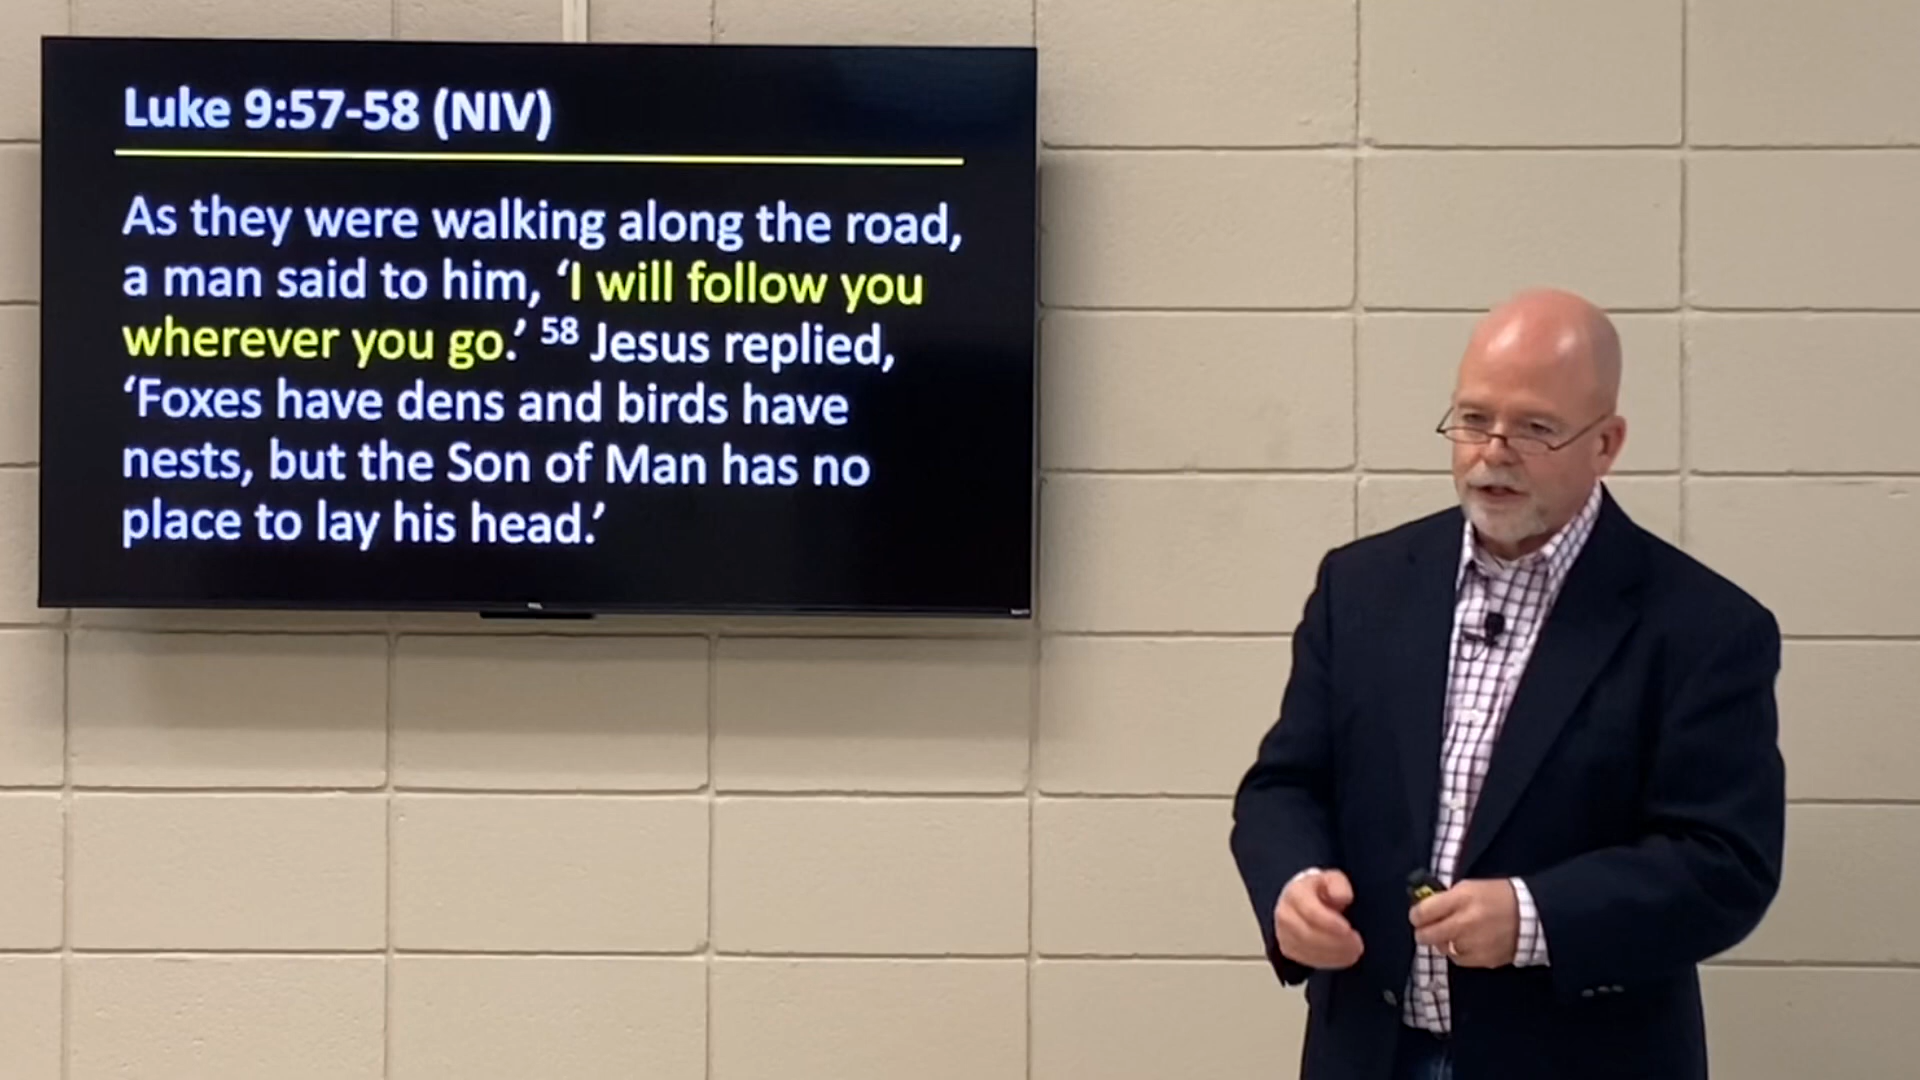 Luke 9:57-58 (NIV)
As they were walking along the road,
a man said to him, ‘I will follow you
wherever you go.’ 58 Jesus replied,
‘Foxes have dens and birds have
nests, but the Son of Man has no
place to lay his head.’